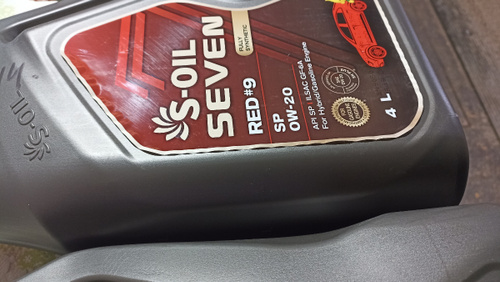 S-OIL
SEVEN
FULLY
SYNTHETIC
RED #9
SP
0W-20
API SP | ILSAC GF-6A
For Hybrid/Gasoline Engine
4 L
S-OIL